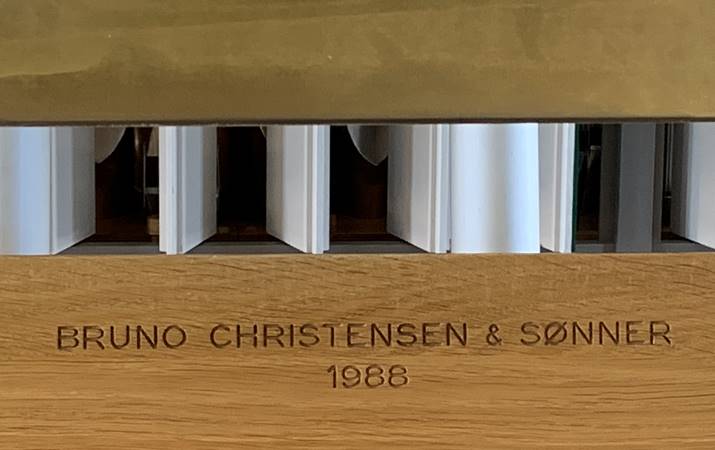 BRUNO CHRISTENSEN & SØNNER
1988